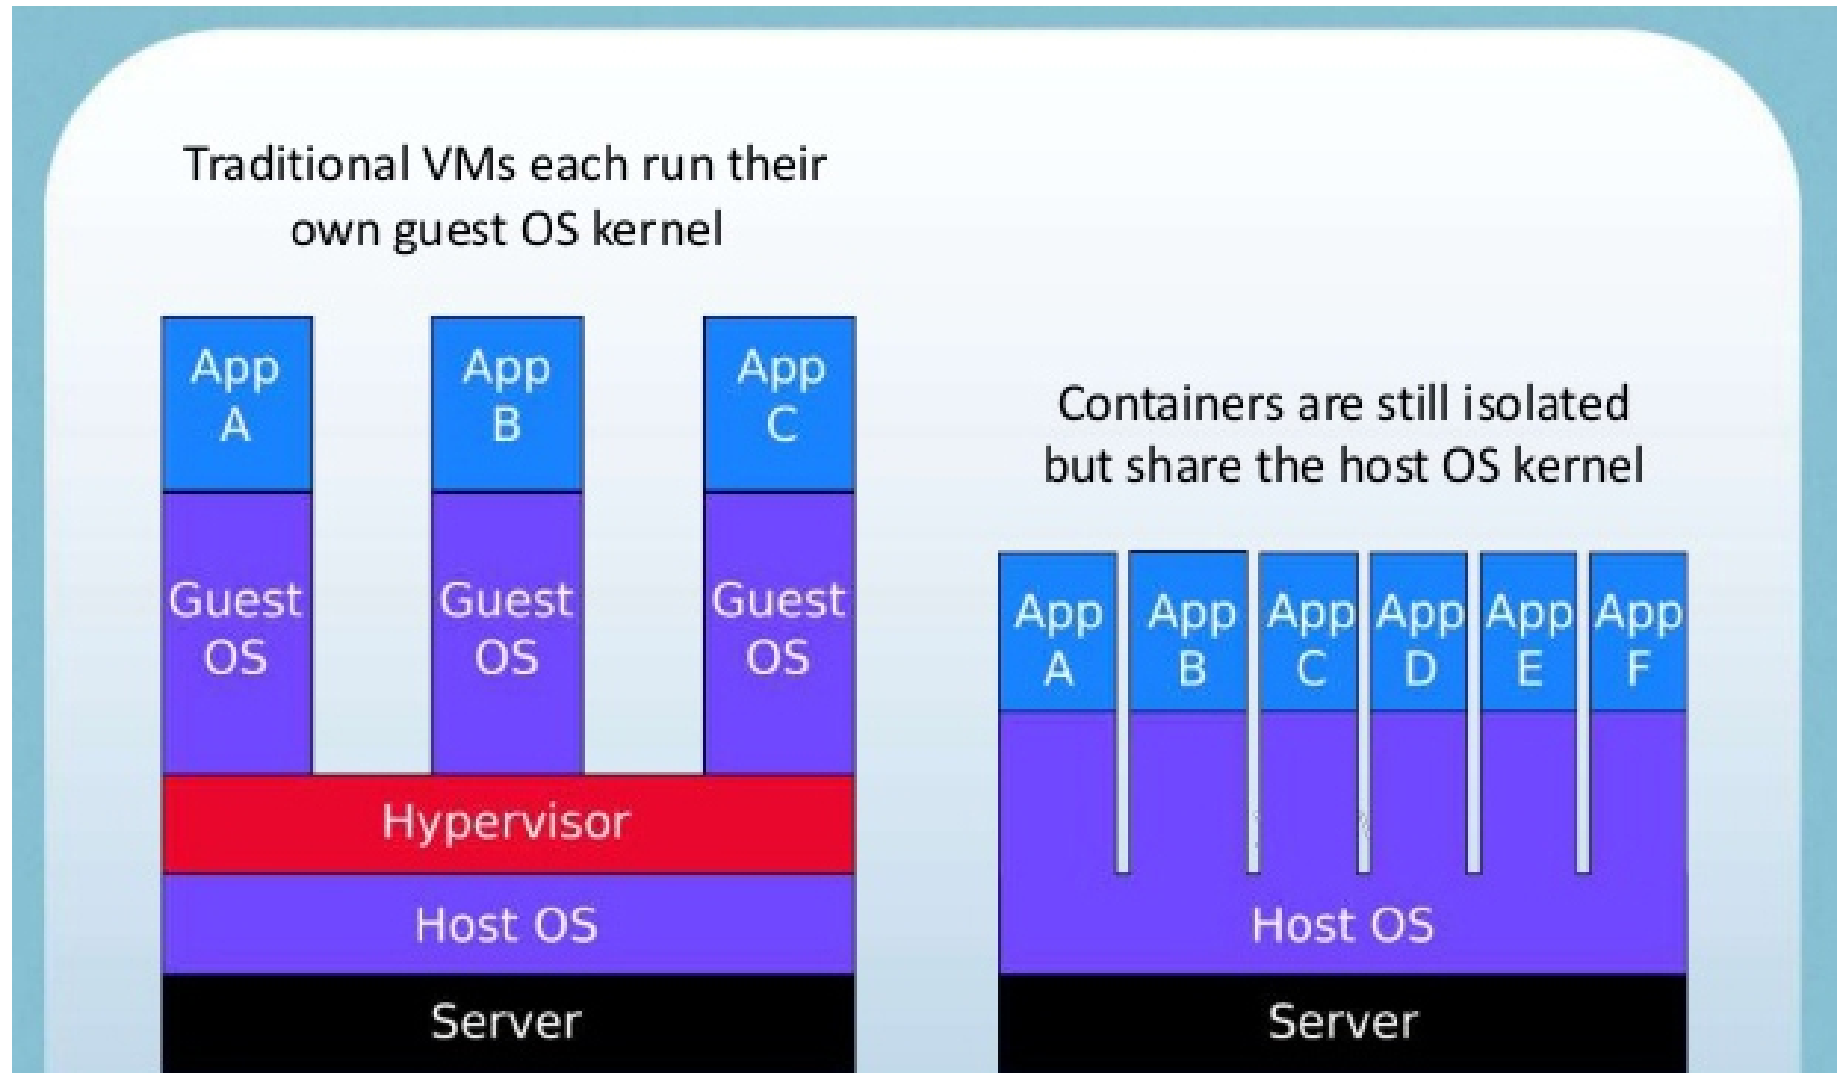 Traditional VMs each run their
own guest OS kernel
App
A
App
B
App
C
Guest
OS
Guest
OS
Guest
OS
Hypervisor
Host OS
Server
Containers are still isolated
but share the host OS kernel
App
A
App
B
App
C
App
D
App
E
App
F
Host OS
Server